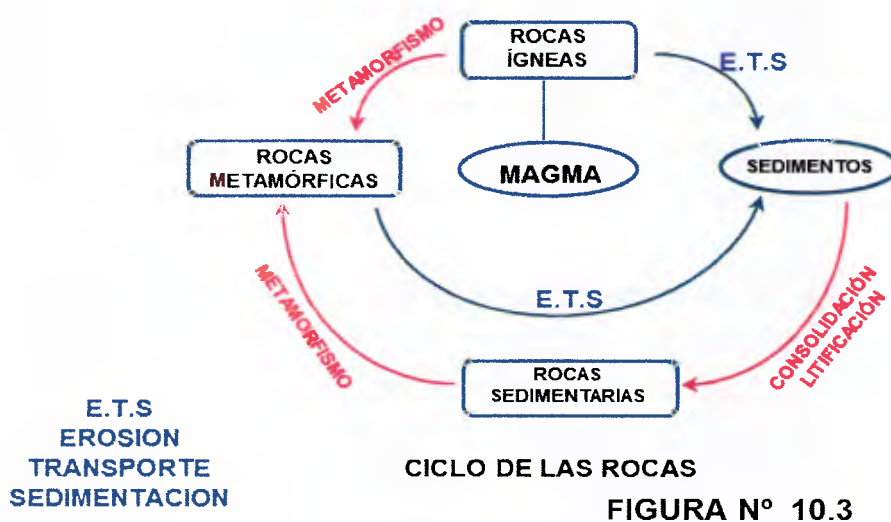 ROCAS
ÍGNEAS
METAMORFISMO
E.T.S
ROCAS
METAMÓRFICAS
MAGMA
SEDIMENTOS
E.T.S
METAMORFISMO
CONSOLIDACIÓN
LITIFICACIÓN
ROCAS
SEDIMENTARIAS
E.T.S
EROSION
TRANSPORTE
SEDIMENTACION
CICLO DE LAS ROCAS
FIGURA Nº 10.3